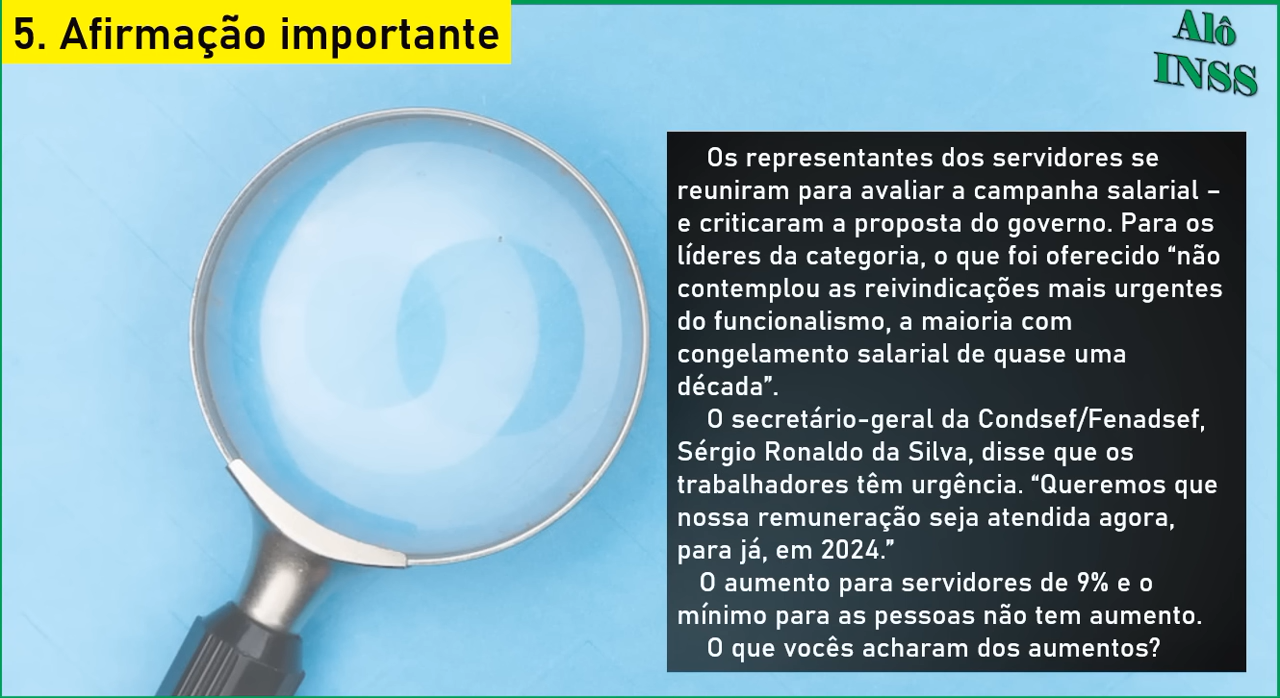 5. Afirmação importante
Alô
INSS
Os representantes dos servidores se
reuniram para avaliar a campanha salarial –
e criticaram a proposta do governo. Para os
líderes da categoria, o que foi oferecido “não
contemplou as reivindicações mais urgentes
do funcionalismo, a maioria com
congelamento salarial de quase uma
década”.
O secretário-geral da Condsef/Fenadsef,
Sérgio Ronaldo da Silva, disse que os
trabalhadores têm urgência. “Queremos que
nossa remuneração seja atendida agora,
para já, em 2024.”
O aumento para servidores de 9% e o
mínimo para as pessoas não tem aumento.
O que vocês acharam dos aumentos?